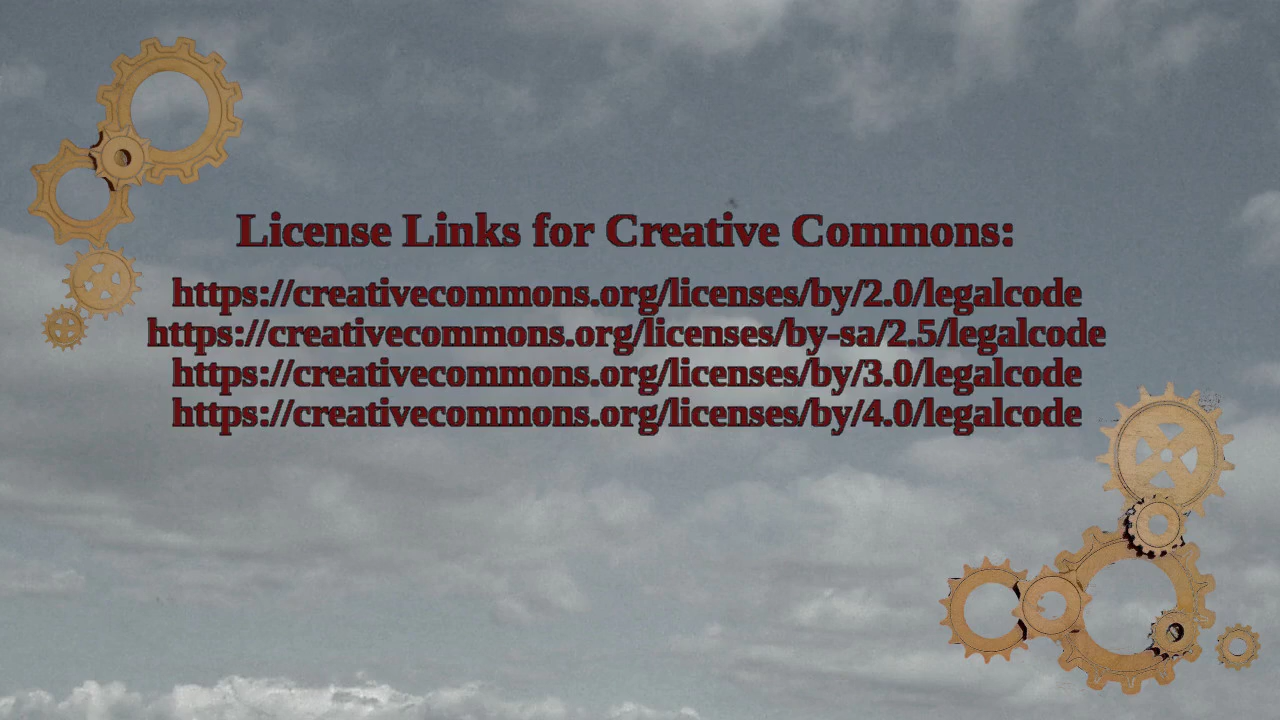 License Links for Creative Commons:
https://creativecommons.org/licenses/by/2.0/legalcode
https://creativecommons.org/licenses/by-sa/2.5/legalcode
https://creativecommons.org/licenses/by/3.0/legalcode
https://creativecommons.org/licenses/by/4.0/legalcode